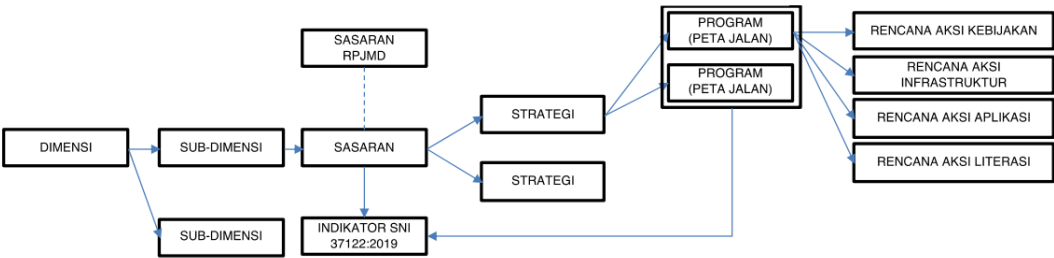 DIMENSI
SUB-DIMENSI
SUB-DIMENSI
SASARAN
RPJMD
SASARAN
INDIKATOR SNI
37122:2019
STRATEGI
STRATEGI
PROGRAM
(PETA JALAN)
PROGRAM
(PETA JALAN)
RENCANA AKSI KEBIJAKAN
RENCANA AKSI
INFRASTRUKTUR
RENCANA AKSI APLIKASI
RENCANA AKSI LITERASI